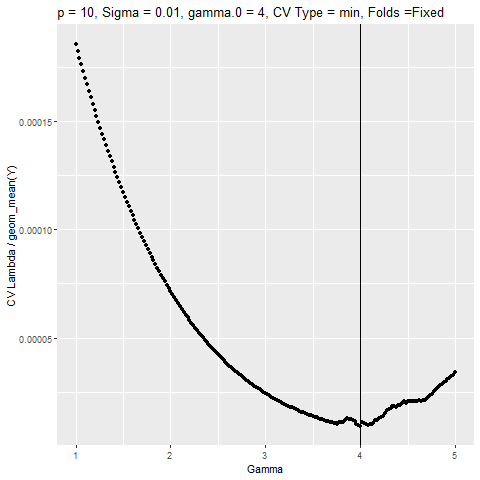 p = 10, Sigma = 0.01, gamma.0 = 4, CV Type = min, Folds =Fixed
CV Lambda / geom_mean(Y)
0.00015
0.00010
0.00005
1
2
3
4
5
Gamma